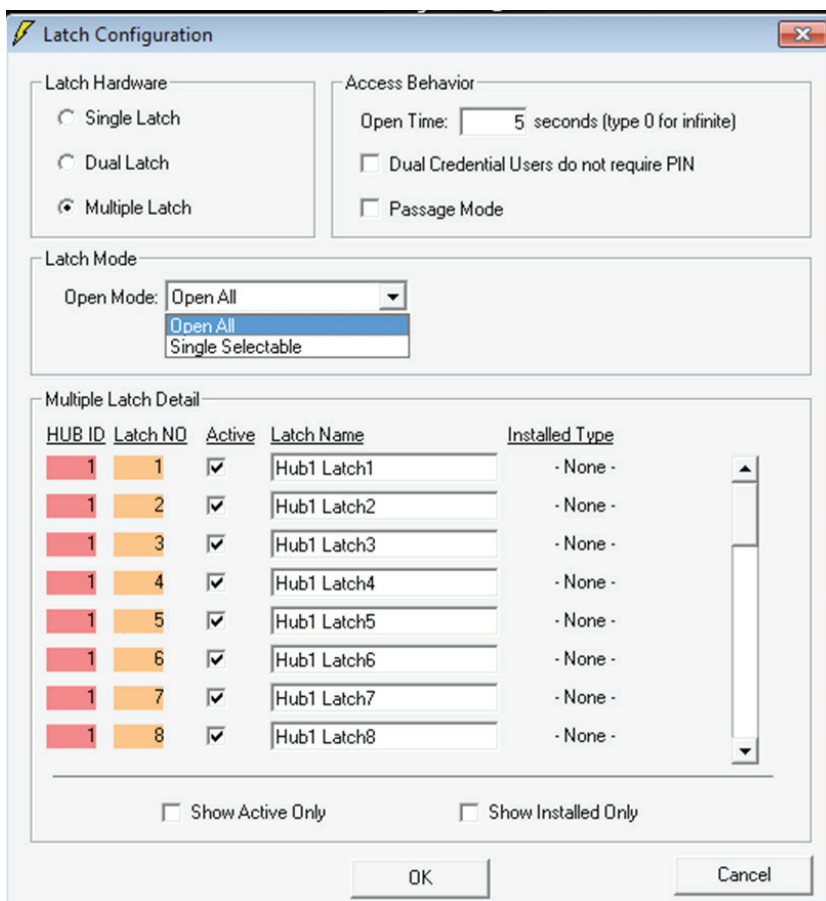 Latch Configuration
Latch Hardware
Single Latch
Dual Latch
Multiple Latch
Access Behavior
Open Time: 5 seconds (type 0 for infinite)
Dual Credential Users do not require PIN
Passage Mode
Latch Mode
Open Mode: Open All
Open All
Single Selectable
Multiple Latch Detail
HUB ID Latch NO Active Latch Name Installed Type
1 1 Hub1 Latch1 - None -
1 2 Hub1 Latch2 - None -
1 3 Hub1 Latch3 - None -
1 4 Hub1 Latch4 - None -
1 5 Hub1 Latch5 - None -
1 6 Hub1 Latch6 - None -
1 7 Hub1 Latch7 - None -
1 8 Hub1 Latch8 - None -
Show Active Only Show Installed Only
OK Cancel